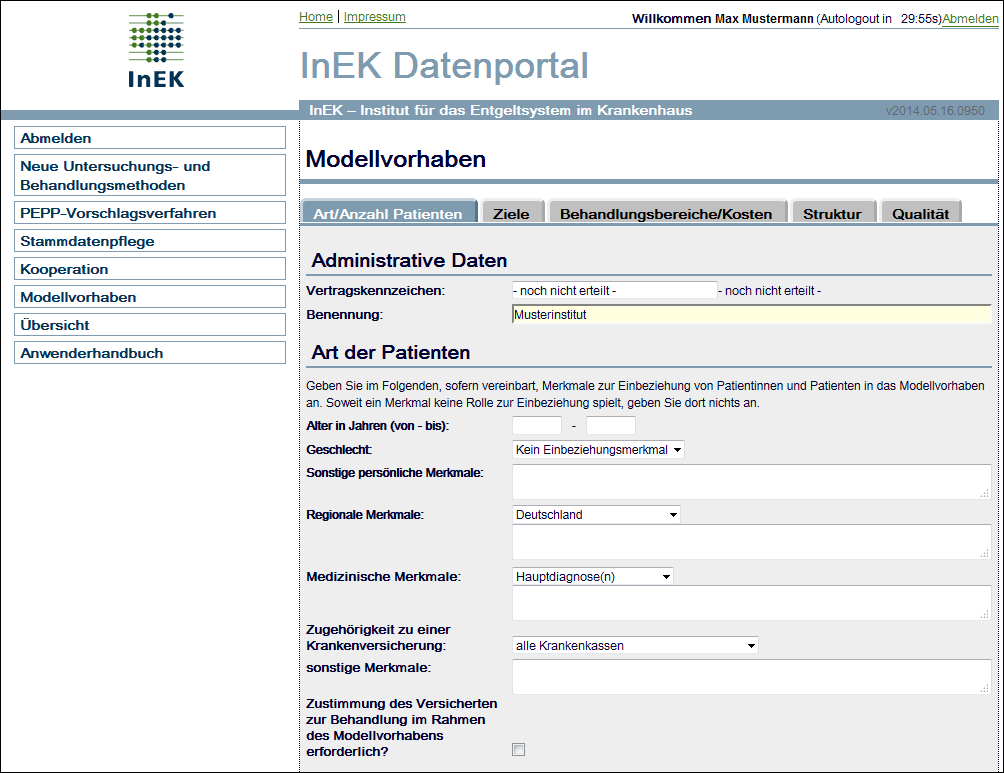 Home | Impressum
Willkommen Max Mustermann (Autologout in 29:55s)Abmelden
InEK
InEK Datenportal
InEK – Institut für das Entgeltsystem im Krankenhaus
v2014.05.16.0950
Abmelden
Neue Untersuchungs- und
Behandlungsmethoden
PEPP-Vorschlagsverfahren
Stammdatenpflege
Kooperation
Modellvorhaben
Übersicht
Anwenderhandbuch
Modellvorhaben
Art/Anzahl Patienten Ziele Behandlungsbereiche/Kosten Struktur Qualität
Administrative Daten
Vertragskennzeichen: - noch nicht erteilt - - noch nicht erteilt -
Benennung: Musterinstitut
Art der Patienten
Geben Sie im Folgenden, sofern vereinbart, Merkmale zur Einbeziehung von Patientinnen und Patienten in das Modellvorhaben
an. Soweit ein Merkmal keine Rolle zur Einbeziehung spielt, geben Sie dort nichts an.
Alter in Jahren (von - bis): -
Geschlecht: Kein Einbeziehungsmerkmal
Sonstige persönliche Merkmale:
Regionale Merkmale: Deutschland
Medizinische Merkmale: Hauptdiagnose(n)
Zugehörigkeit zu einer
Krankenversicherung: alle Krankenkassen
sonstige Merkmale:
Zustimmung des Versicherten
zur Behandlung im Rahmen
des Modellvorhabens
erforderlich?